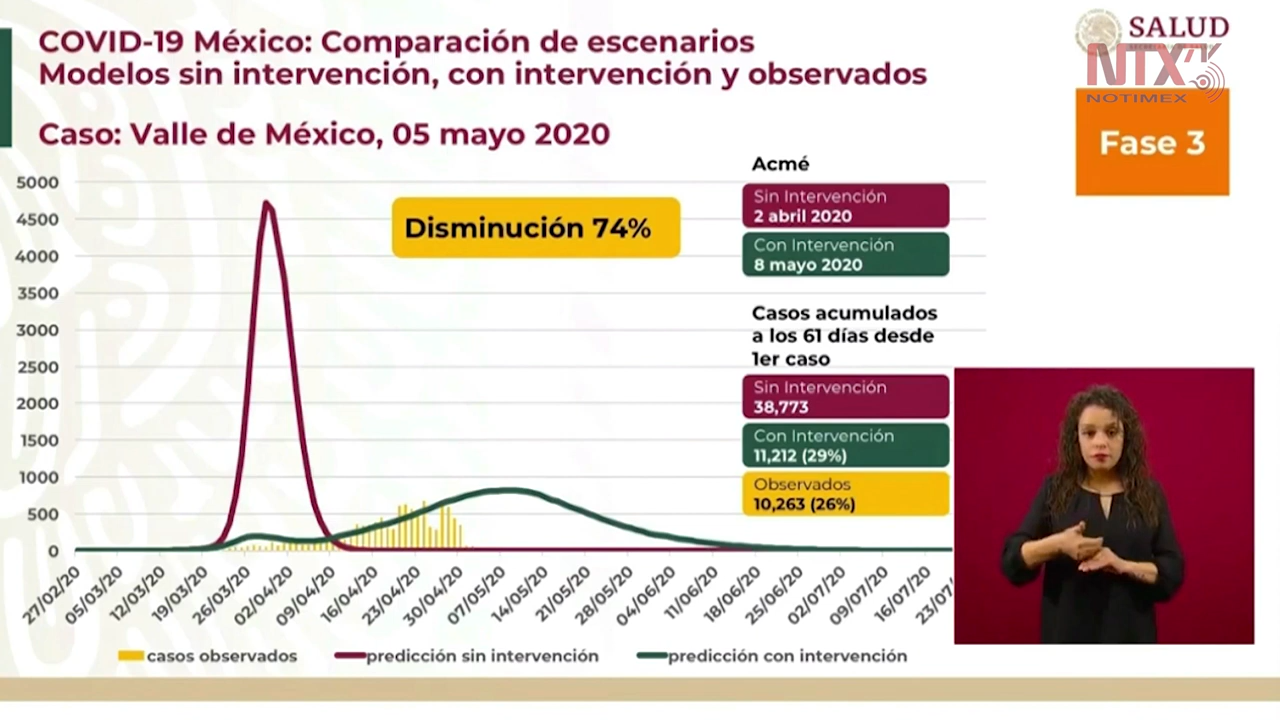 COVID-19 México: Comparación de escenarios
Modelos sin intervención, con intervención y observados
Caso: Valle de México, 05 mayo 2020
SALUD
NTX
NOTIMEX
Fase 3
Disminución 74%
Acmé
Sin Intervención
2 abril 2020
Con Intervención
8 mayo 2020
Casos acumulados
a los 61 días desde
1er caso
Sin Intervención
38,773
Con Intervención
11,212 (29%)
Observados
10,263 (26%)
5000
4500
4000
3500
3000
2500
2000
1500
1000
500
0
27/02/20
05/03/20
12/03/20
19/03/20
26/03/20
02/04/20
09/04/20
16/04/20
23/04/20
30/04/20
07/05/20
14/05/20
21/05/20
28/05/20
04/06/20
11/06/20
18/06/20
25/06/20
02/07/20
09/07/20
16/07/20
23/07
casos observados
predicción sin intervención
predicción con intervención